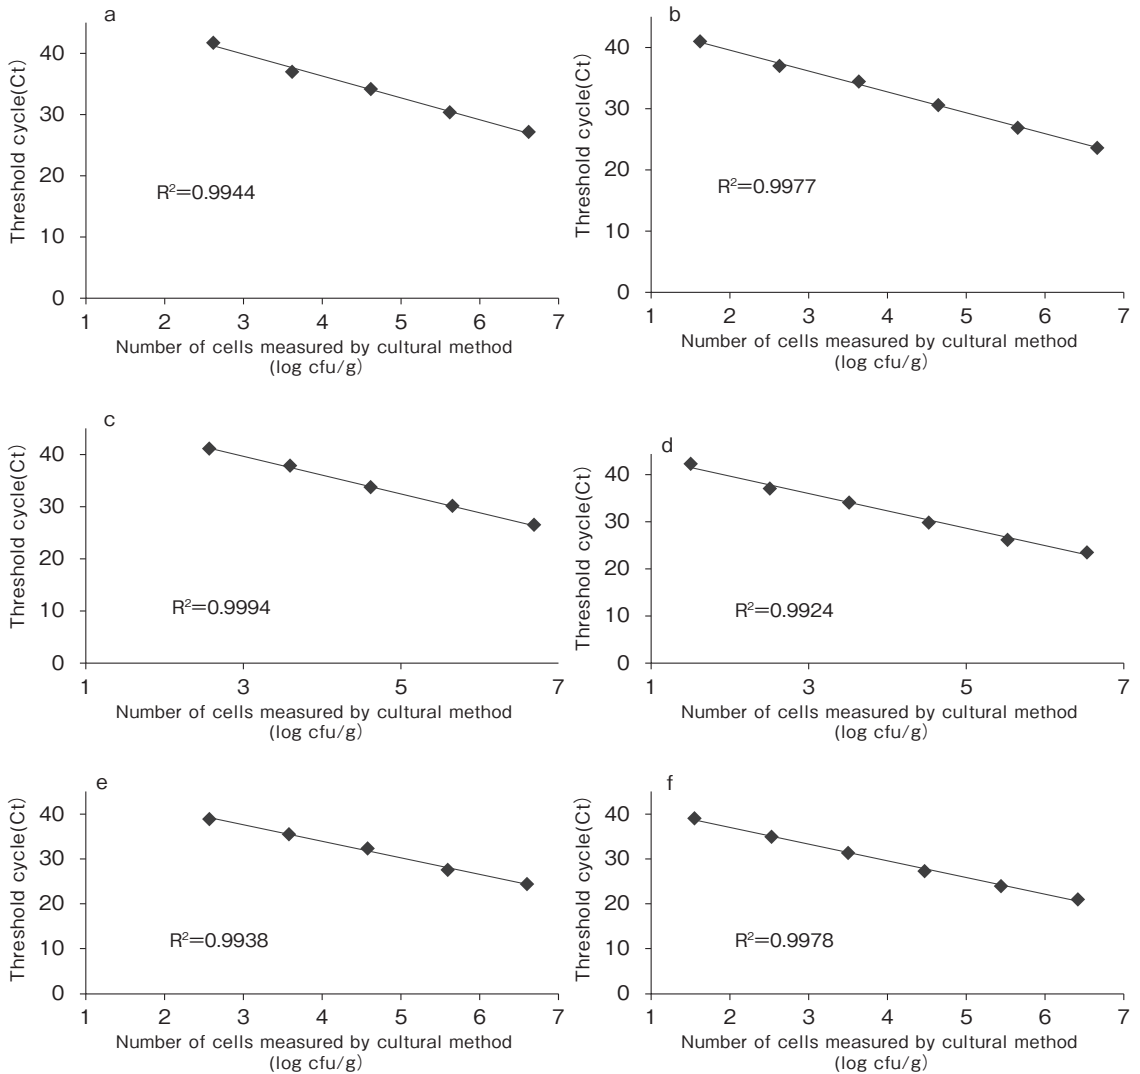 a
Threshold cycle(Ct)
40
30
20
10
0
R²=0.9944
1 2 3 4 5 6 7
Number of cells measured by cultural method
(log cfu/g)
b
Threshold cycle(Ct)
40
30
20
10
0
R²=0.9977
1 2 3 4 5 6 7
Number of cells measured by cultural method
(log cfu/g)
c
Threshold cycle(Ct)
40
30
20
10
0
R²=0.9994
1 3 5 7
Number of cells measured by cultural method
(log cfu/g)
d
Threshold cycle(Ct)
40
30
20
10
0
R²=0.9924
1 3 5 7
Number of cells measured by cultural method
(log cfu/g)
e
Threshold cycle(Ct)
40
30
20
10
0
R²=0.9938
1 2 3 4 5 6 7
Number of cells measured by cultural method
(log cfu/g)
f
Threshold cycle(Ct)
40
30
20
10
0
R²=0.9978
1 2 3 4 5 6 7
Number of cells measured by cultural method
(log cfu/g)